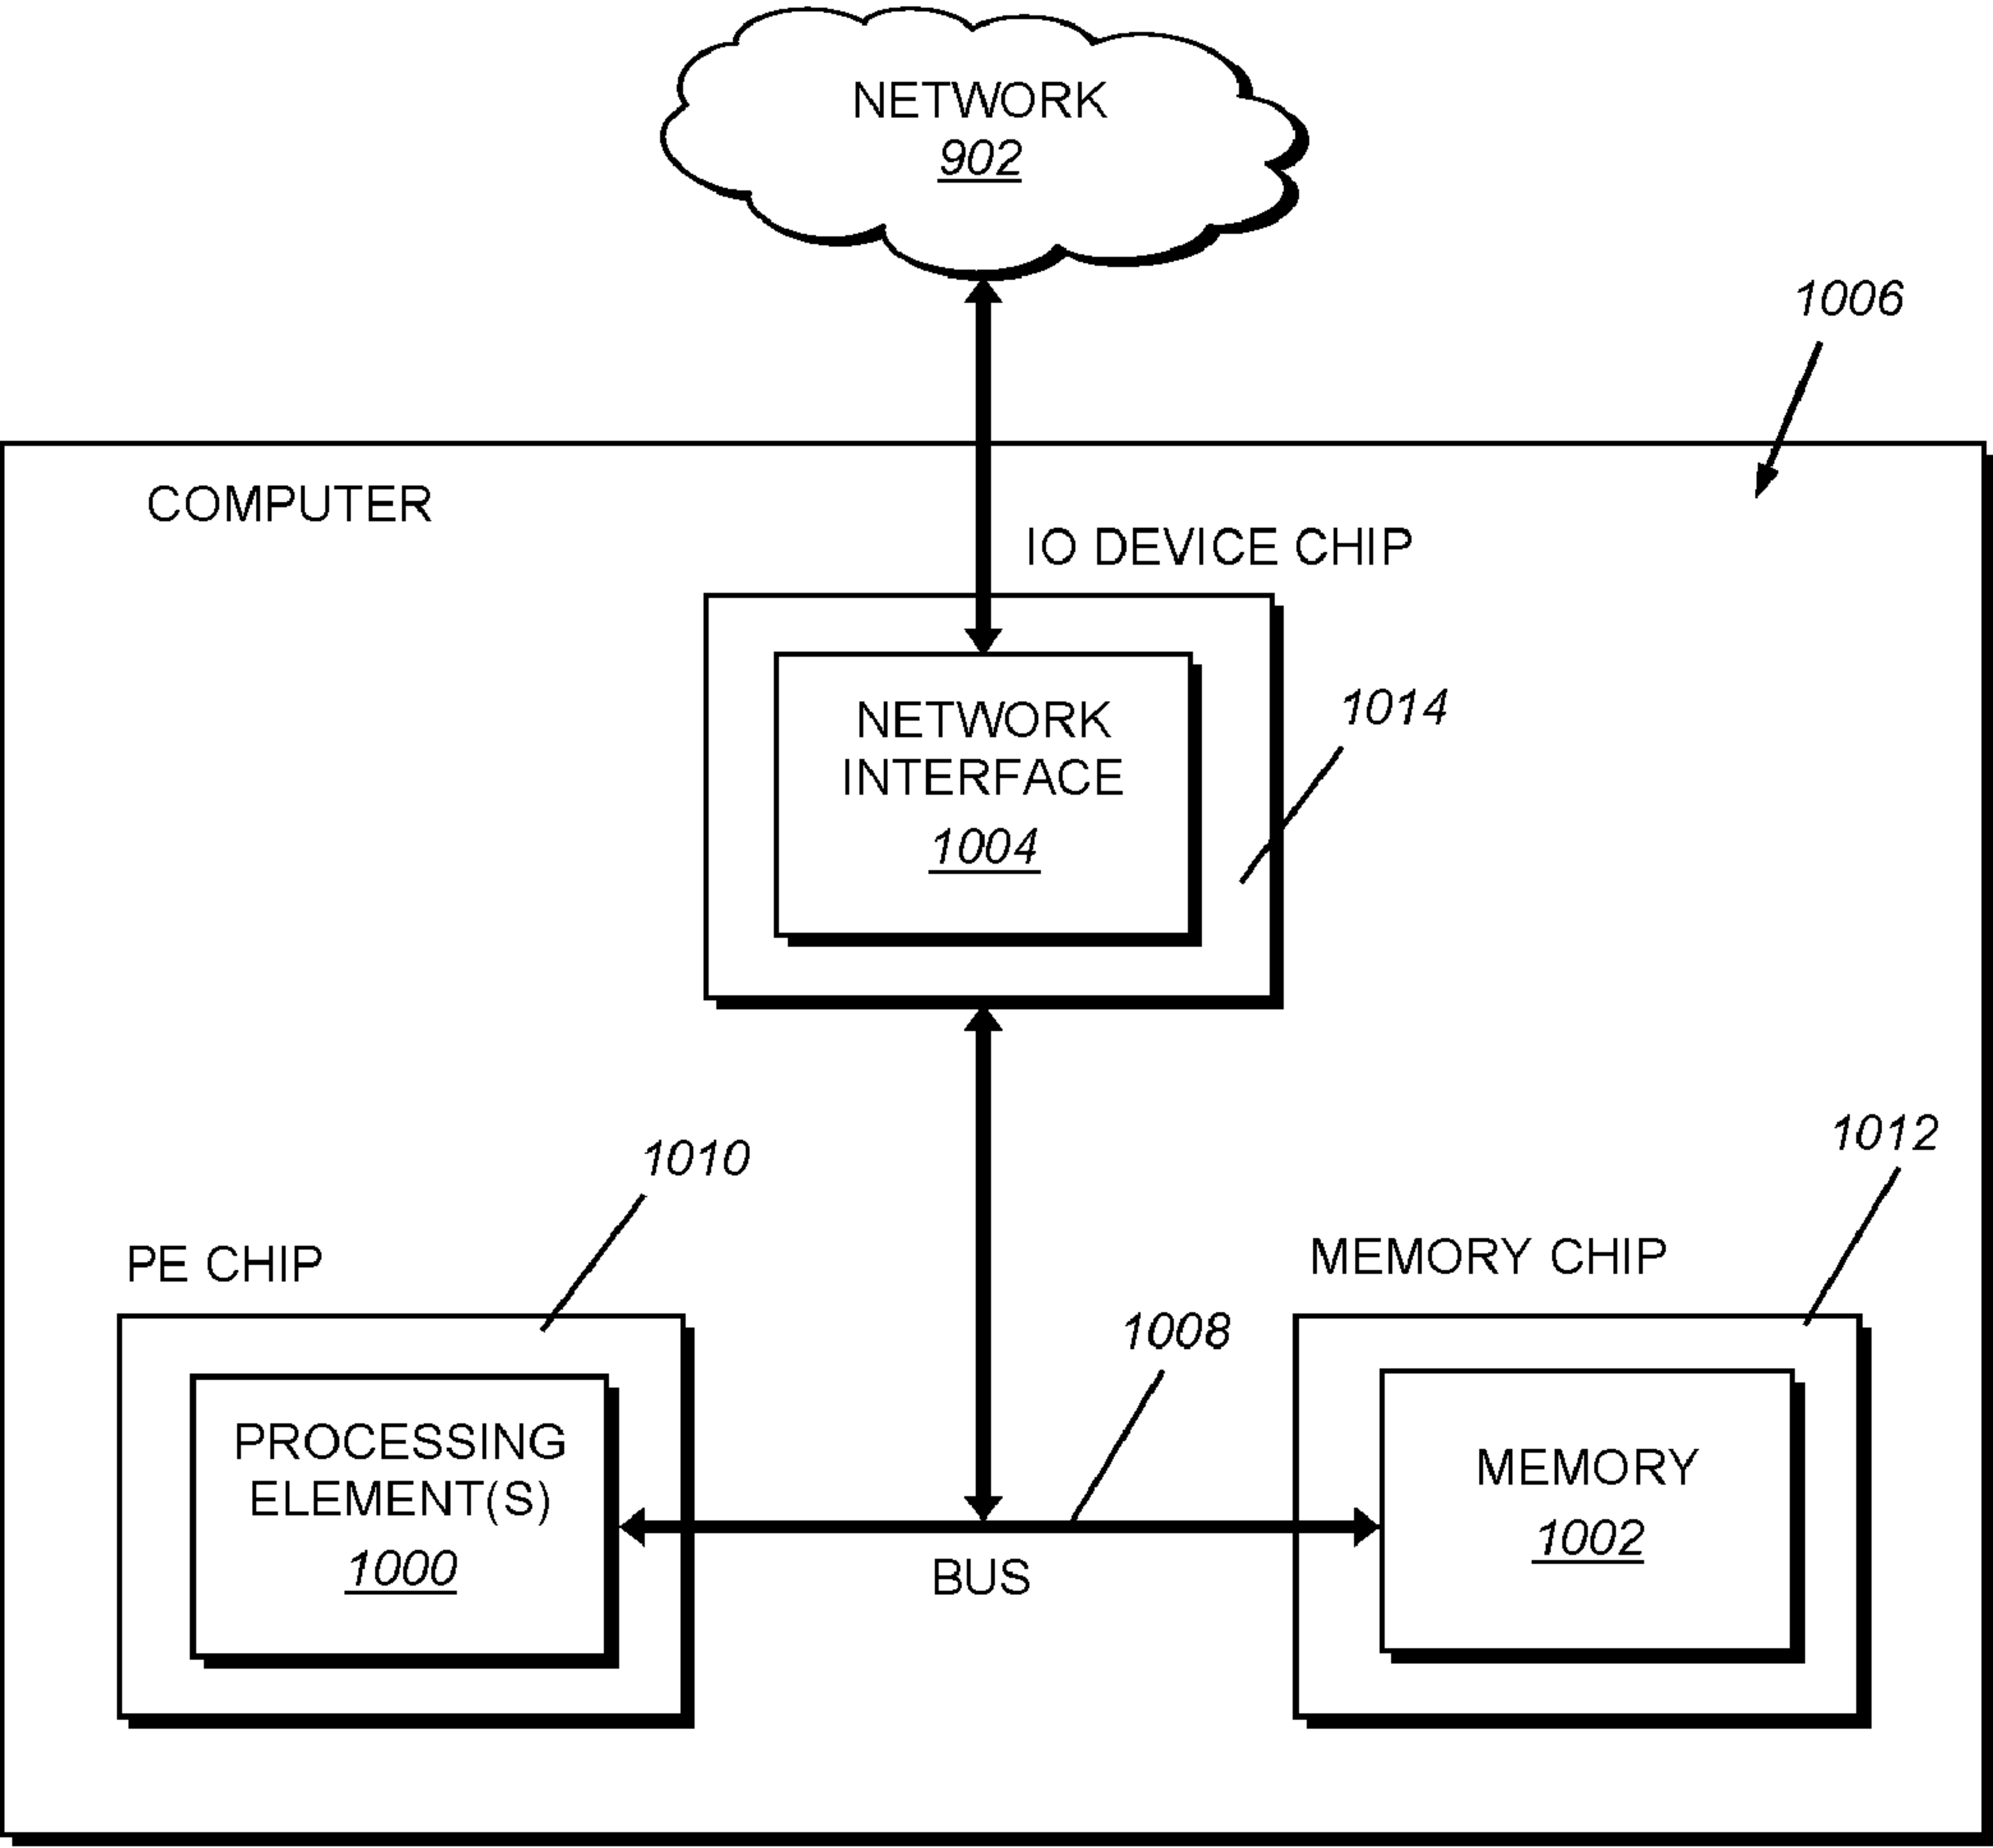 NETWORK
902
1006
COMPUTER
IO DEVICE CHIP
NETWORK
INTERFACE
1004
1014
1010
1012
PE CHIP
MEMORY CHIP
1008
PROCESSING
ELEMENT(S)
1000
MEMORY
1002
BUS